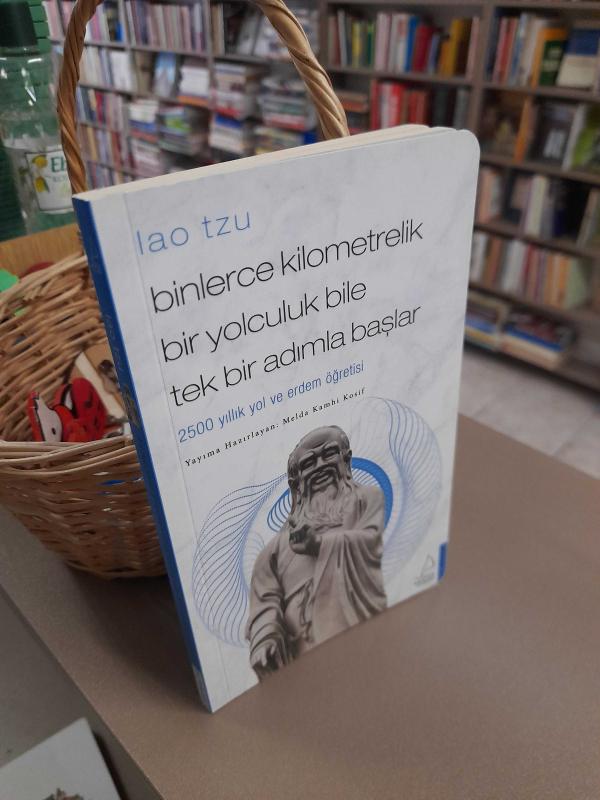 lao tzu
binlerce kilometrelik
bir yolculuk bile
tek bir adımla başlar
2500 yıllık yol ve erdem öğretisi
Yayıma Hazırlayan: Melda Kamhi Kosif